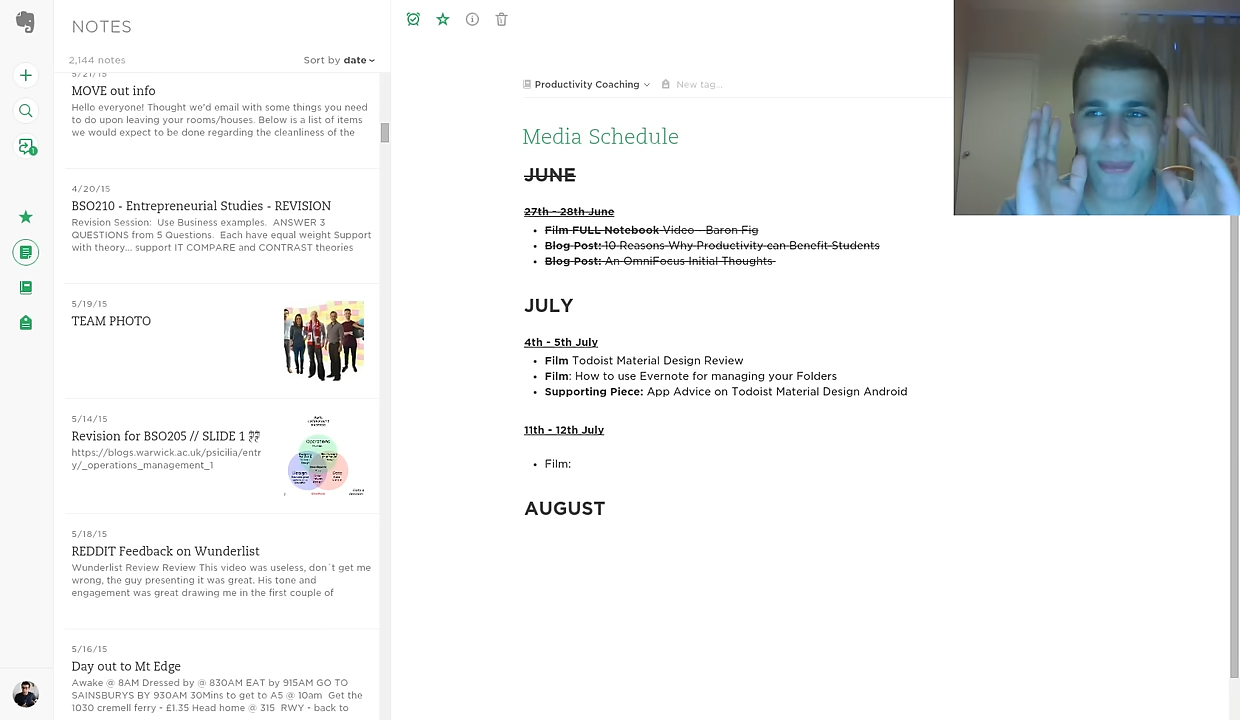 NOTES
2,144 notes
Sort by date
5/21/15
MOVE out info
Hello everyone! Thought we'd email with some things you need
to do upon leaving your rooms/houses. Below is a list of items
we would expect to be done regarding the cleanliness of the
4/20/15
BSO210 - Entrepreneurial Studies - REVISION
Revision Session: Use Business examples. ANSWER 3
QUESTIONS from 5 Questions. Each have equal weight Support
with theory... support IT COMPARE and CONTRAST theories
5/19/15
TEAM PHOTO
5/14/15
Revision for BSO205 // SLIDE 1
https://blogs.warwick.ac.uk/psicilia/entr
y/_operations_management_1
Operations
Design
5/18/15
REDDIT Feedback on Wunderlist
Wunderlist Review Review This video was useless, don`t get me
wrong, the guy presenting it was great. His tone and
engagement was great drawing me in the first couple of
5/16/15
Day out to Mt Edge
Awake @ 8AM Dressed by @ 830AM EAT by 915AM GO TO
SAINSBURYS BY 930AM 30Mins to get to A5 @ 10am Get the
1030 cremell ferry - £1.35 Head home @ 315 RWY - back to
Productivity Coaching
New tag...
Media Schedule
JUNE
27th - 28th June
• Film FULL Notebook Video - Baron Fig
• Blog Post: 10 Reasons Why Productivity can Benefit Students
• Blog Post: An OmniFocus Initial Thoughts
JULY
4th - 5th July
• Film Todoist Material Design Review
• Film: How to use Evernote for managing your Folders
• Supporting Piece: App Advice on Todoist Material Design Android
11th - 12th July
• Film:
AUGUST